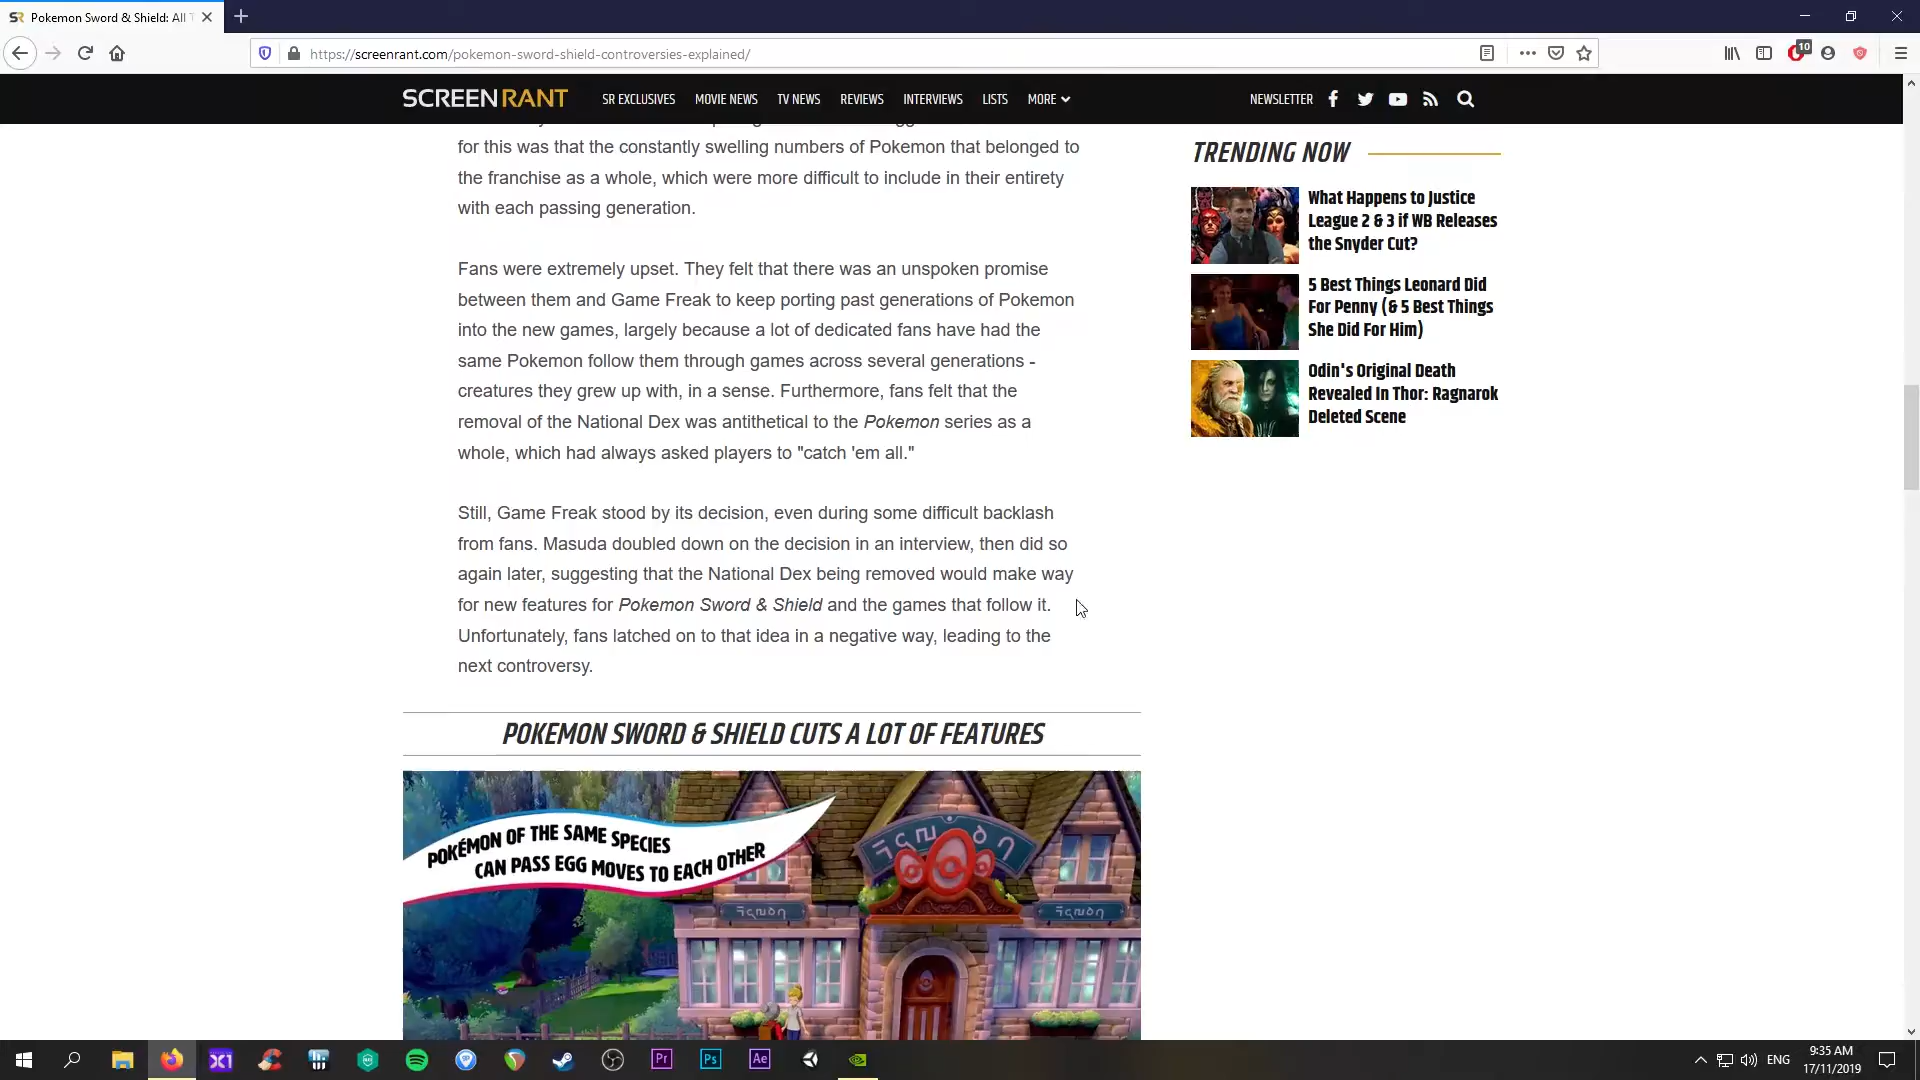 SR Pokemon Sword & Shield: All T
https://screenrant.com/pokemon-sword-shield-controversies-explained/
10
SCREENRANT
SR EXCLUSIVES MOVIE NEWS TV NEWS REVIEWS INTERVIEWS LISTS MORE NEWSLETTER
for this was that the constantly swelling numbers of Pokemon that belonged to
the franchise as a whole, which were more difficult to include in their entirety
with each passing generation.
Fans were extremely upset. They felt that there was an unspoken promise
between them and Game Freak to keep porting past generations of Pokemon
into the new games, largely because a lot of dedicated fans have had the
same Pokemon follow them through games across several generations -
creatures they grew up with, in a sense. Furthermore, fans felt that the
removal of the National Dex was antithetical to the Pokemon series as a
whole, which had always asked players to "catch 'em all."
Still, Game Freak stood by its decision, even during some difficult backlash
from fans. Masuda doubled down on the decision in an interview, then did so
again later, suggesting that the National Dex being removed would make way
for new features for Pokemon Sword & Shield and the games that follow it.
Unfortunately, fans latched on to that idea in a negative way, leading to the
next controversy.
POKEMON SWORD & SHIELD CUTS A LOT OF FEATURES
POKÉMON OF THE SAME SPECIES
CAN PASS EGG MOVES TO EACH OTHER
TRENDING NOW
What Happens to Justice
League 2 & 3 if WB Releases
the Snyder Cut?
5 Best Things Leonard Did
For Penny (& 5 Best Things
She Did For Him)
Odin's Original Death
Revealed In Thor: Ragnarok
Deleted Scene
X1
Pr
Ps
Ae
ENG
9:35 AM
17/11/2019